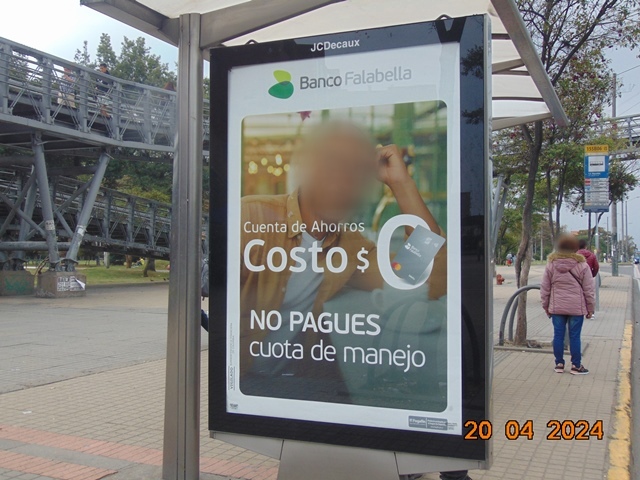 JCDecaux
Banco Falabella
Cuenta de Ahorros
Costo $0
NO PAGUES
cuota de manejo
20 04 2024